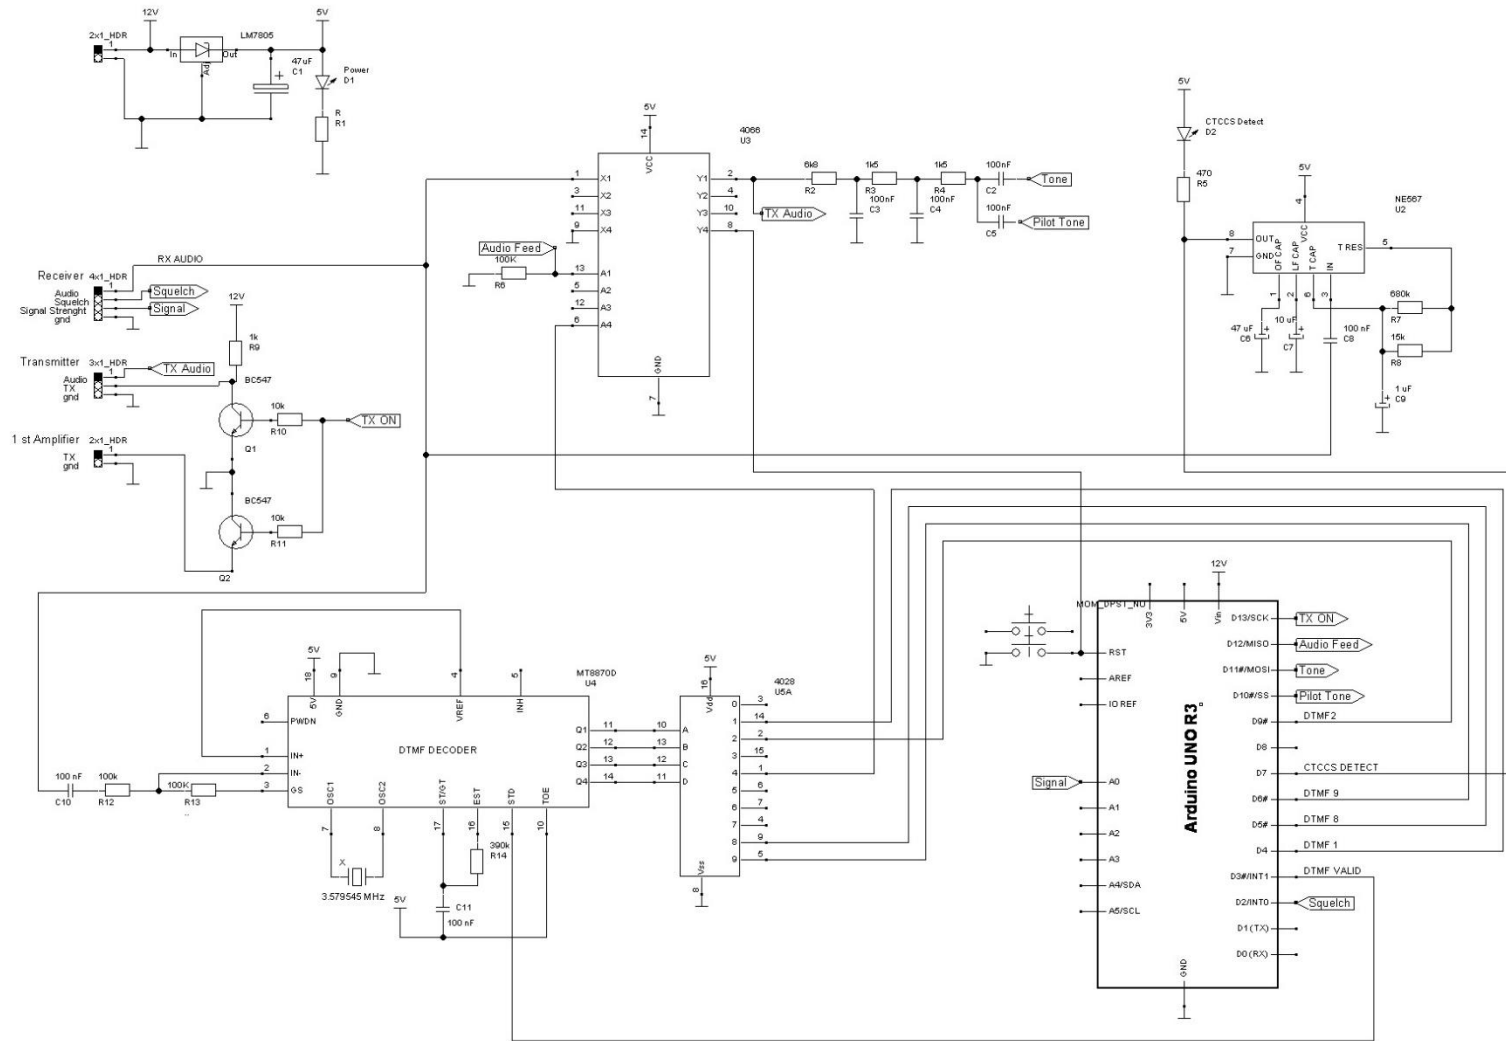 12V
5V
2x1_HDR
1
LM7805
In
Out
Adj
47 uF
C1
Power
D1
R
R1
5V
14
4066
U3
VCC
1
X1
3
X2
11
X3
9
X4
13
A1
5
A2
12
A3
6
A4
Y1
2
Y2
4
Y3
10
Y4
8
GND
7
6k8
R2
1k5
R3
1k5
R4
100nF
C2
Tone
100nF
C3
100nF
C4
100nF
C5
Pilot Tone
TX Audio
Audio Feed
100K
R6
5V
CTCCS Detect
D2
470
R5
5V
4
NE567
U2
8
OUT
7
GND
VCC
T RES
5
OF CAP
LF CAP
T CAP
IN
1
2
6
3
47 uF
C6
10 uF
C7
100 nF
C8
680k
R7
15k
R8
1 uF
C9
RX AUDIO
Receiver 4x1_HDR
1
Audio
Squelch
Signal Strenght
gnd
Squelch
Signal
12V
1k
R9
Transmitter 3x1_HDR
1
Audio
TX
gnd
TX Audio
BC547
10k
R10
TX ON
Q1
1 st Amplifier 2x1_HDR
1
TX
gnd
BC547
10k
R11
Q2
5V
18
9
4
5
MT8870D
U4
5V
GND
VREF
INH
6
PWDN
1
IN+
2
IN-
3
GS
DTMF DECODER
Q1
11
Q2
12
Q3
13
Q4
14
OSC1
OSC2
ST/GT
EST
STD
TOE
7
8
17
16
15
10
100 nF
C10
100k
R12
100K
R13
X
3.579545 MHz
390k
R14
5V
C11
100 nF
5V
16
4028
U5A
Vdd
10
A
13
B
12
C
11
D
0
3
1
14
2
2
3
15
4
1
5
6
6
7
7
4
8
9
9
5
Vss
8
MOM_DPST_NO
12V
3V3
5V
Vin
Arduino UNO R3
RST
AREF
IO REF
Signal
A0
A1
A2
A3
A4/SDA
A5/SCL
GND
D13/SCK
TX ON
D12/MISO
Audio Feed
D11#/MOSI
Tone
D10#/SS
Pilot Tone
D9#
DTMF2
D8
D7
CTCCS DETECT
D6#
DTMF 9
D5#
DTMF 8
D4
DTMF 1
D3#/INT1
DTMF VALID
D2/INT0
Squelch
D1(TX)
D0(RX)